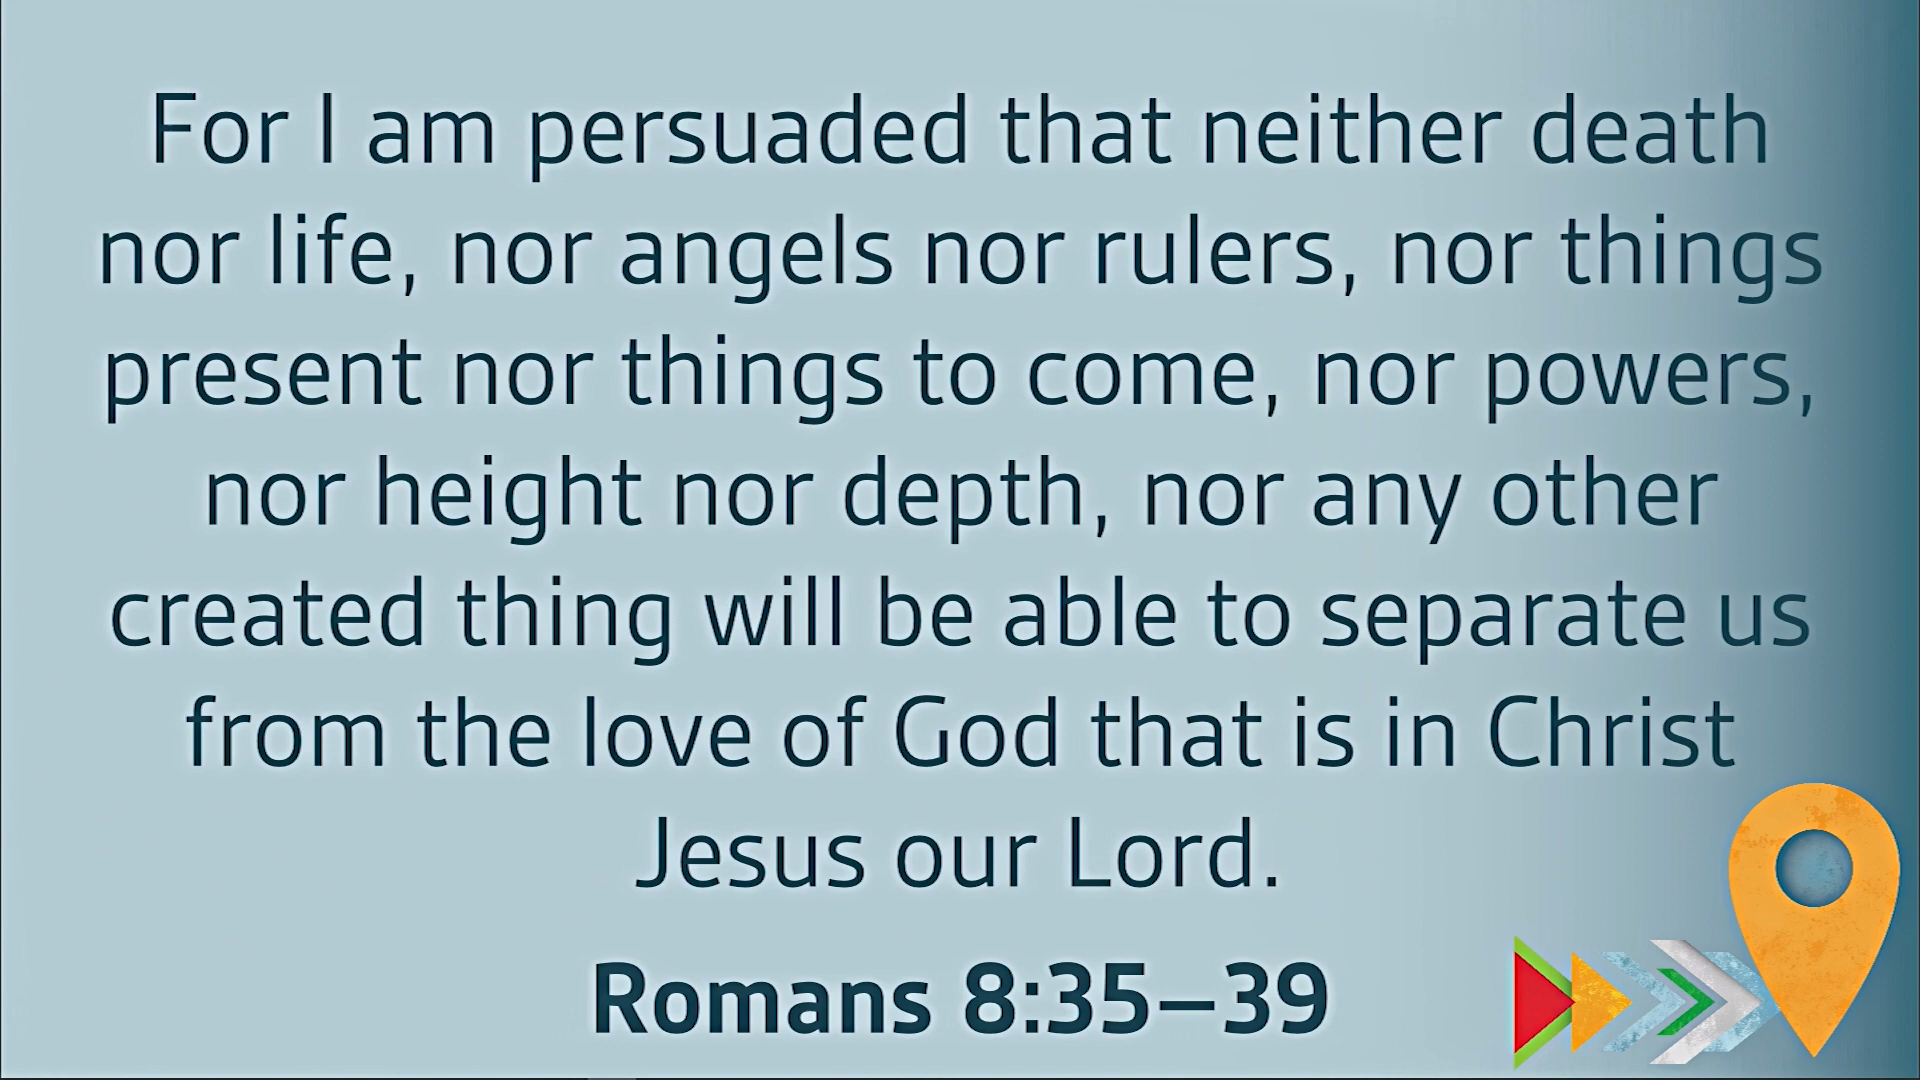 For I am persuaded that neither death
nor life, nor angels nor rulers, nor things
present nor things to come, nor powers,
nor height nor depth, nor any other
created thing will be able to separate us
from the love of God that is in Christ
Jesus our Lord.
Romans 8:35–39